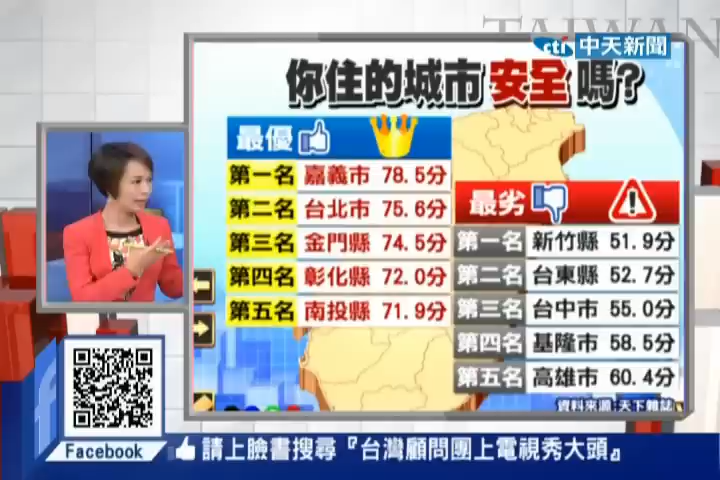 TAIWAN
cti 中天新聞
你住的城市 安全 嗎?
最優
第一名 嘉義市 78.5分
第二名 台北市 75.6分
第三名 金門縣 74.5分
第四名 彰化縣 72.0分
第五名 南投縣 71.9分
最劣
第一名 新竹縣 51.9分
第二名 台東縣 52.7分
第三名 台中市 55.0分
第四名 基隆市 58.5分
第五名 高雄市 60.4分
資料來源:天下雜誌
Facebook
請上臉書搜尋『台灣顧問團上電視秀大頭』